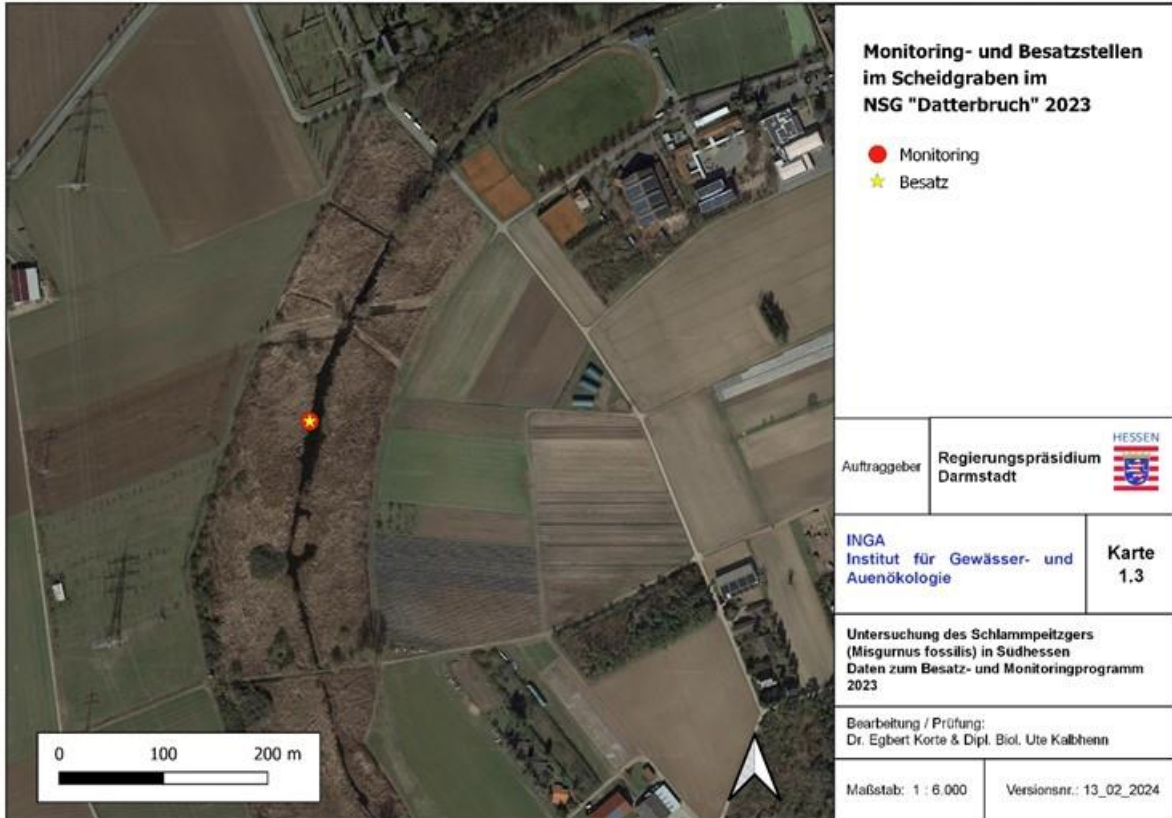 Monitoring- und Besatzstellen
im Scheidgraben im
NSG "Datterbruch" 2023
Monitoring
Besatz
Auftraggeber
Regierungspräsidium
Darmstadt
HESSEN
INGA
Institut für Gewässer- und
Auenökologie
Karte
1.3
Untersuchung des Schlammpeitzgers
(Misgurnus fossilis) in Südhessen
Daten zum Besatz- und Monitoringprogramm
2023
Bearbeitung / Prüfung:
Dr. Egbert Korte & Dipl. Biol. Ute Kalbhenn
Maßstab: 1 : 6.000
Versionsnr.: 13_02_2024
0 100 200 m